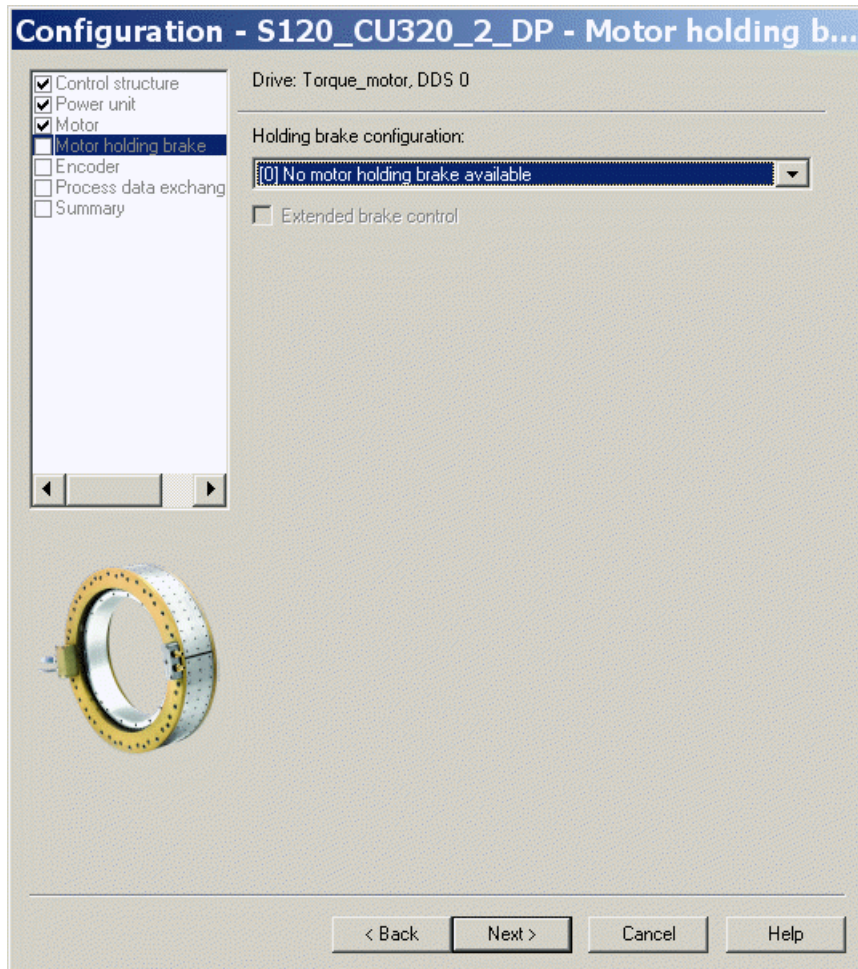 Configuration - S120_CU320_2_DP - Motor holding b...
Control structure
Power unit
Motor
Motor holding brake
Encoder
Process data exchang
Summary
Drive: Torque_motor, DDS 0
Holding brake configuration:
[0] No motor holding brake available
Extended brake control
< Back
Next >
Cancel
Help